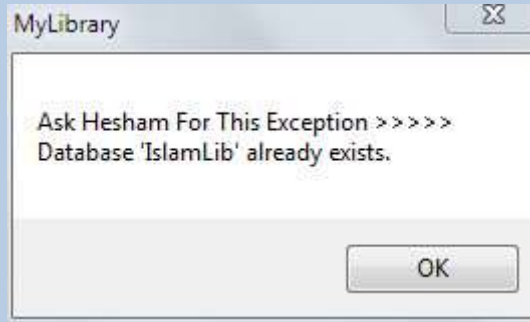 MyLibrary
Ask Hesham For This Exception >>>>>
Database 'IslamLib' already exists.
OK